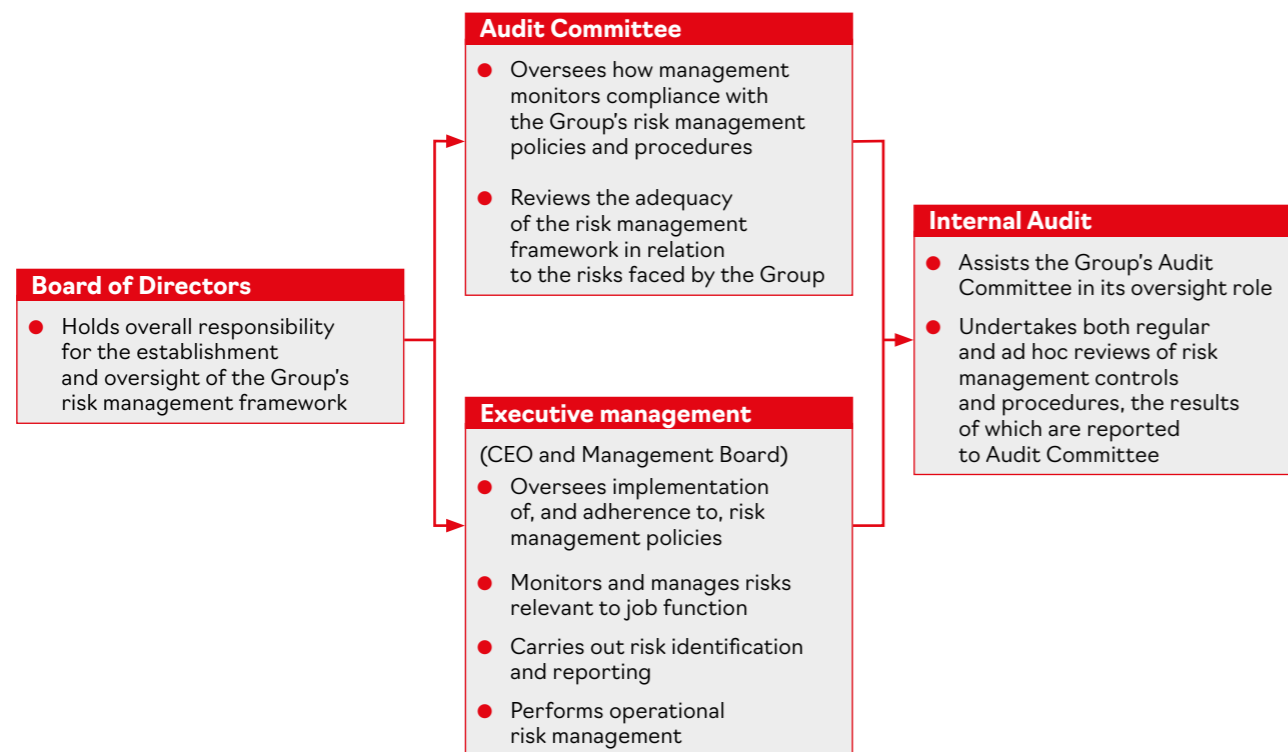 Audit Committee
● Oversees how management
monitors compliance with
the Group's risk management
policies and procedures
● Reviews the adequacy
of the risk management
framework in relation
to the risks faced by the Group
Board of Directors
● Holds overall responsibility
for the establishment
and oversight of the Group's
risk management framework
Executive management
(CEO and Management Board)
● Oversees implementation
of, and adherence to, risk
management policies
● Monitors and manages risks
relevant to job function
● Carries out risk identification
and reporting
● Performs operational
risk management
Internal Audit
● Assists the Group's Audit
Committee in its oversight role
● Undertakes both regular
and ad hoc reviews of risk
management controls
and procedures, the results
of which are reported
to Audit Committee